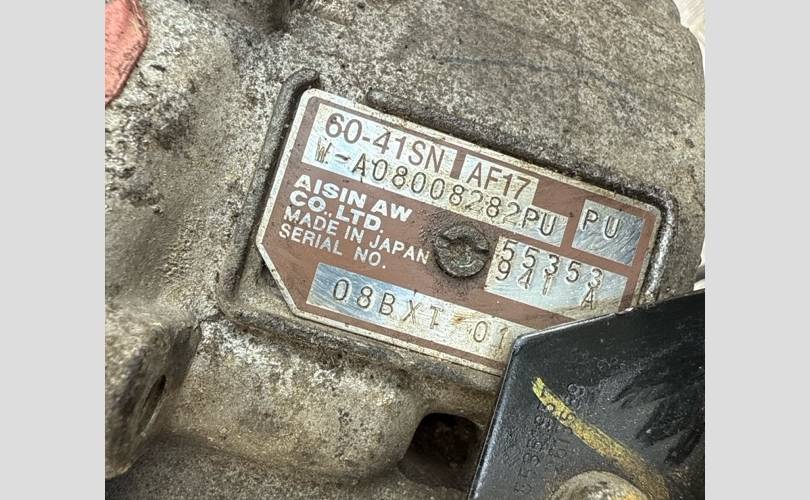 60-41SN AF17
W-A08008282PU PU
AISIN AW
CO.,LTD.
MADE IN JAPAN
SERIAL NO.
55353
941 A
08BXT 01